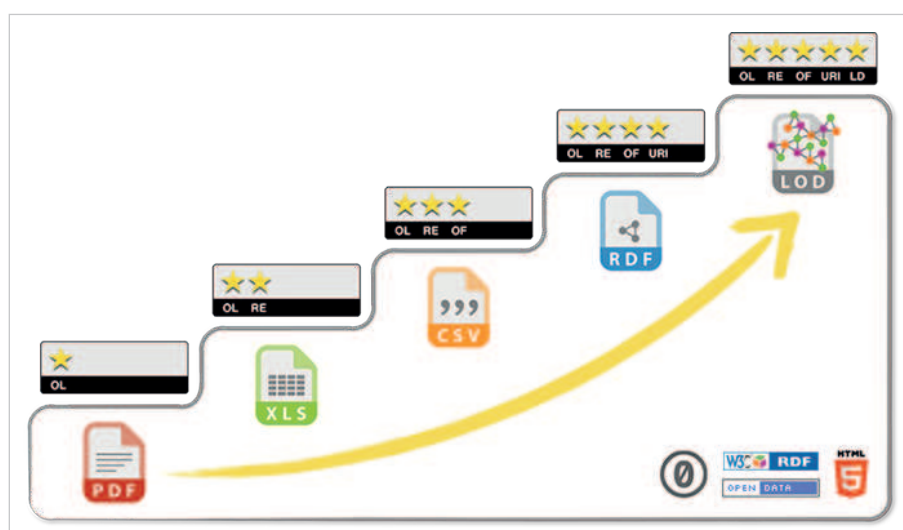 OL RE OF URI LD
LOD
OL RE OF URI
RDF
OL RE OF
CSV
OL RE
XLS
OL
PDF
0
W3C RDF
OPEN DATA
HTML
5